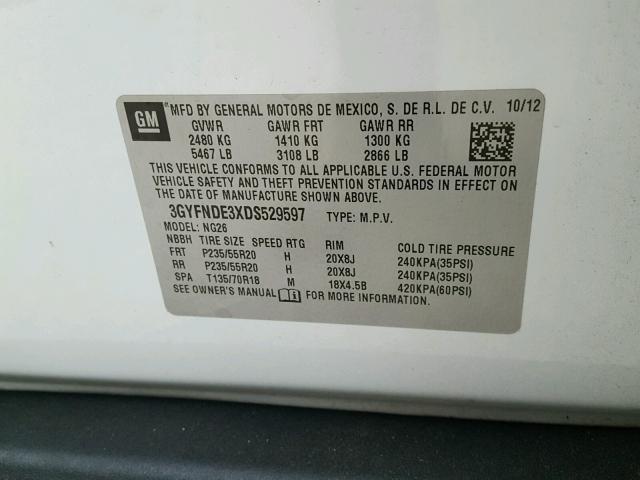 GM ® MFD BY GENERAL MOTORS DE MEXICO, S. DE R.L. DE C.V. 10/12
GVWR GAWR FRT GAWR RR
2480 KG 1410 KG 1300 KG
5467 LB 3108 LB 2866 LB
THIS VEHICLE CONFORMS TO ALL APPLICABLE U.S. FEDERAL MOTOR
VEHICLE SAFETY AND THEFT PREVENTION STANDARDS IN EFFECT ON
THE DATE OF MANUFACTURE SHOWN ABOVE.
3GYFNDE3XDS529597 TYPE: M.P.V.
MODEL: NG26
NBBH TIRE SIZE SPEED RTG RIM COLD TIRE PRESSURE
FRT P235/55R20 H 20X8J 240KPA(35PSI)
RR P235/55R20 H 20X8J 240KPA(35PSI)
SPA T135/70R18 M 18X4.5B 420KPA(60PSI)
SEE OWNER'S MANUAL FOR MORE INFORMATION.